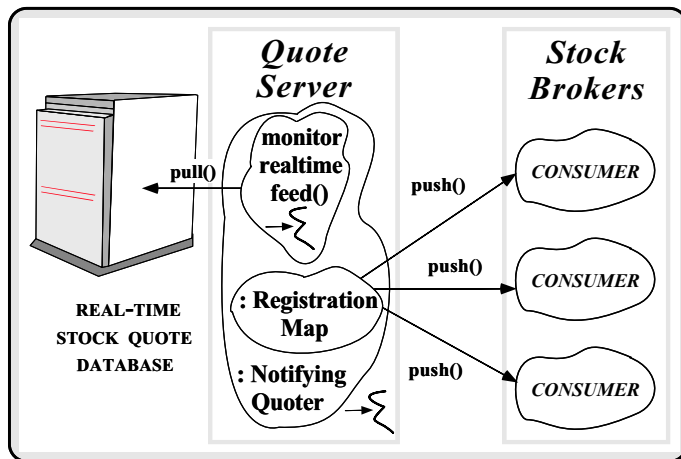 Quote
Server
Stock
Brokers
monitor
realtime
feed()
pull()
push()
CONSUMER
push()
CONSUMER
: Registration
Map
REAL-TIME
STOCK QUOTE
DATABASE
: Notifying
Quoter
push()
CONSUMER